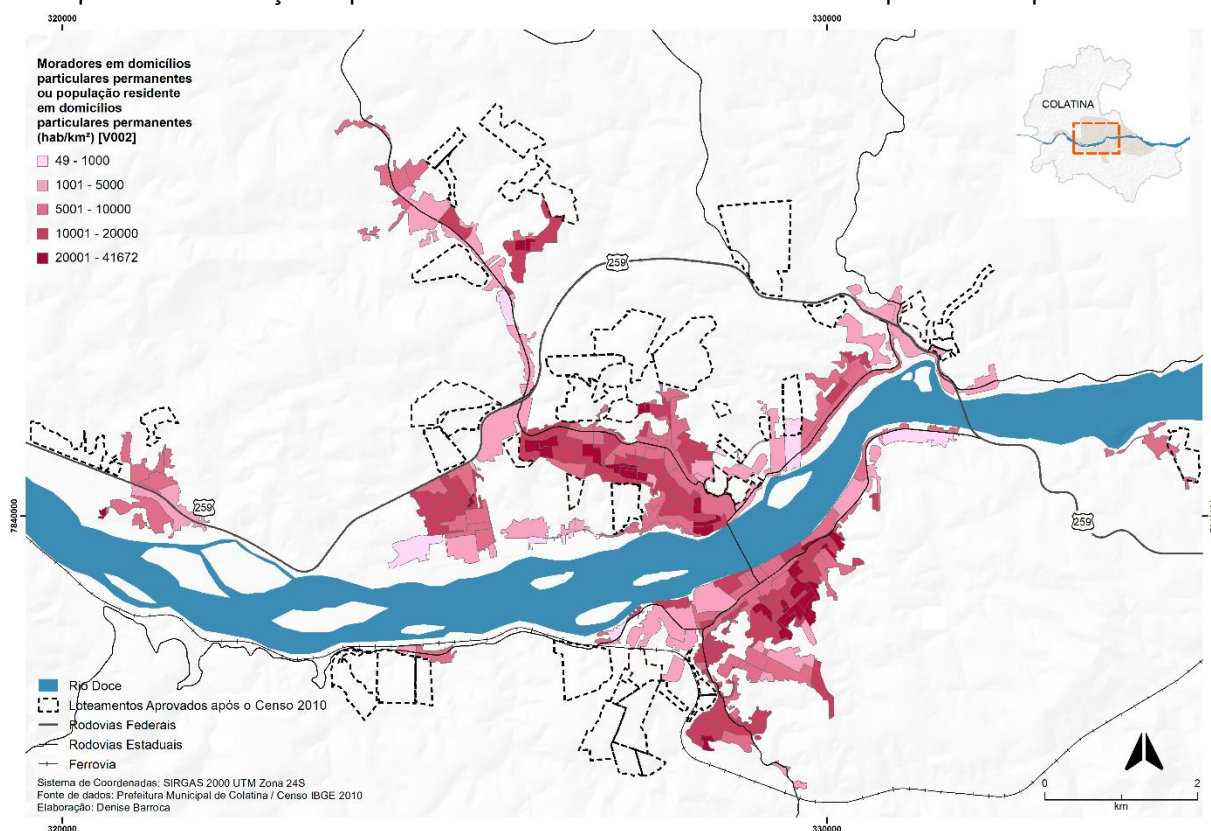 320000
330000
Moradores em domicílios
particulares permanentes
ou população residente
em domicílios
particulares permanentes
(hab/km²) [V002]
49 - 1000
1001 - 5000
5001 - 10000
10001 - 20000
20001 - 41672
COLATINA
259
259
259
7840000
Rio Doce
Loteamentos Aprovados após o Censo 2010
Rodovias Federais
Rodovias Estaduais
Ferrovia
Sistema de Coordenadas: SIRGAS 2000 UTM Zona 24S
Fonte de dados: Prefeitura Municipal de Colatina / Censo IBGE 2010
Elaboração: Denise Barroca
0
2
km
320000
330000